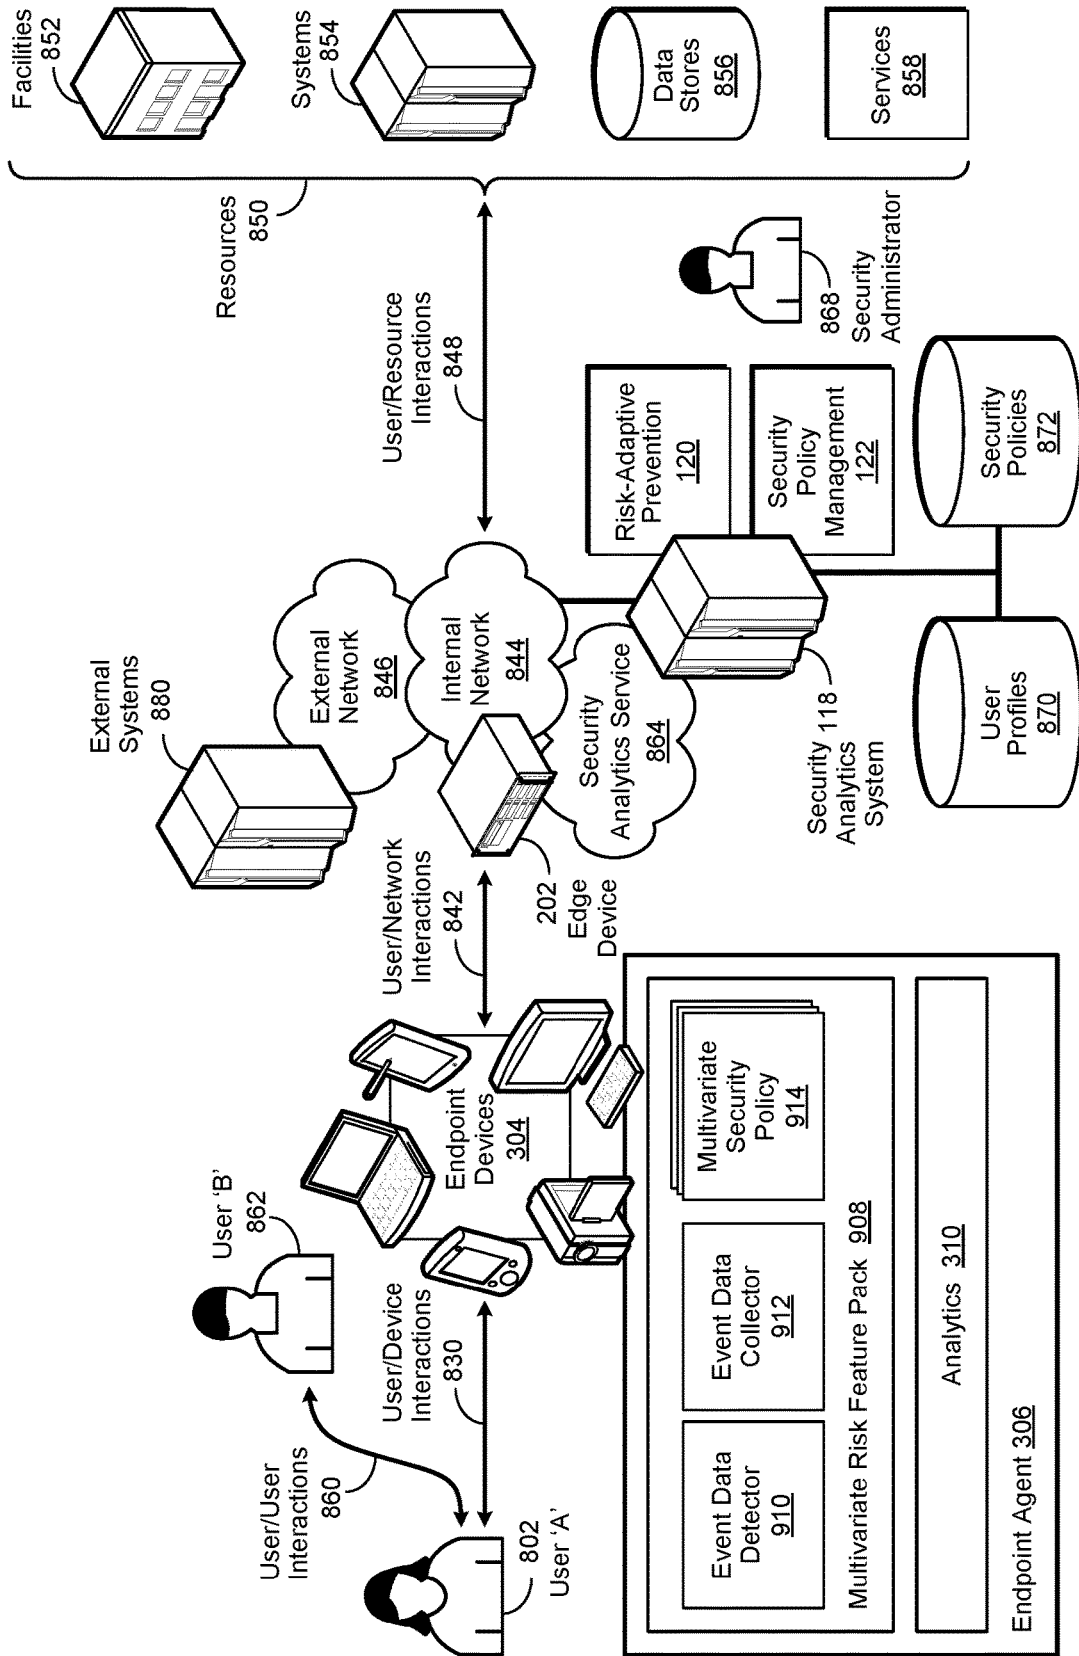 User/User
Interactions
860
User 'B'
862
802
User 'A'
User/Device
Interactions
830
Endpoint
Devices
304
User/Network
Interactions
842
External
Systems
880
External
Network
846
Internal
Network
844
202
Edge
Device
Security
Analytics Service
864
User/Resource
Interactions
848
Resources
850
Facilities
852
Systems
854
Data
Stores
856
Services
858
Event Data
Detector
910
Event Data
Collector
912
Multivariate
Security
Policy
914
Multivariate Risk Feature Pack 908
Analytics 310
Endpoint Agent 306
Security 118
Analytics
System
Risk-Adaptive
Prevention
120
Security
Policy
Management
122
868
Security
Administrator
User
Profiles
870
Security
Policies
872